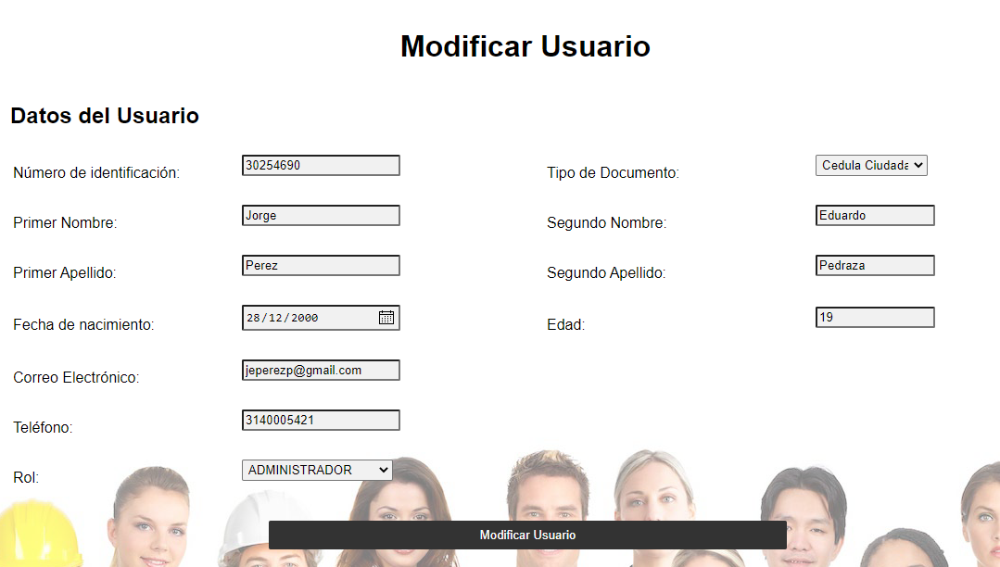 Modificar Usuario
Datos del Usuario
Número de identificación: 30254690 Tipo de Documento: Cedula Ciudada
Primer Nombre: Jorge Segundo Nombre: Eduardo
Primer Apellido: Perez Segundo Apellido: Pedraza
Fecha de nacimiento: 28/12/2000 Edad: 19
Correo Electrónico: jeperezp@gmail.com
Teléfono: 3140005421
Rol: ADMINISTRADOR
Modificar Usuario